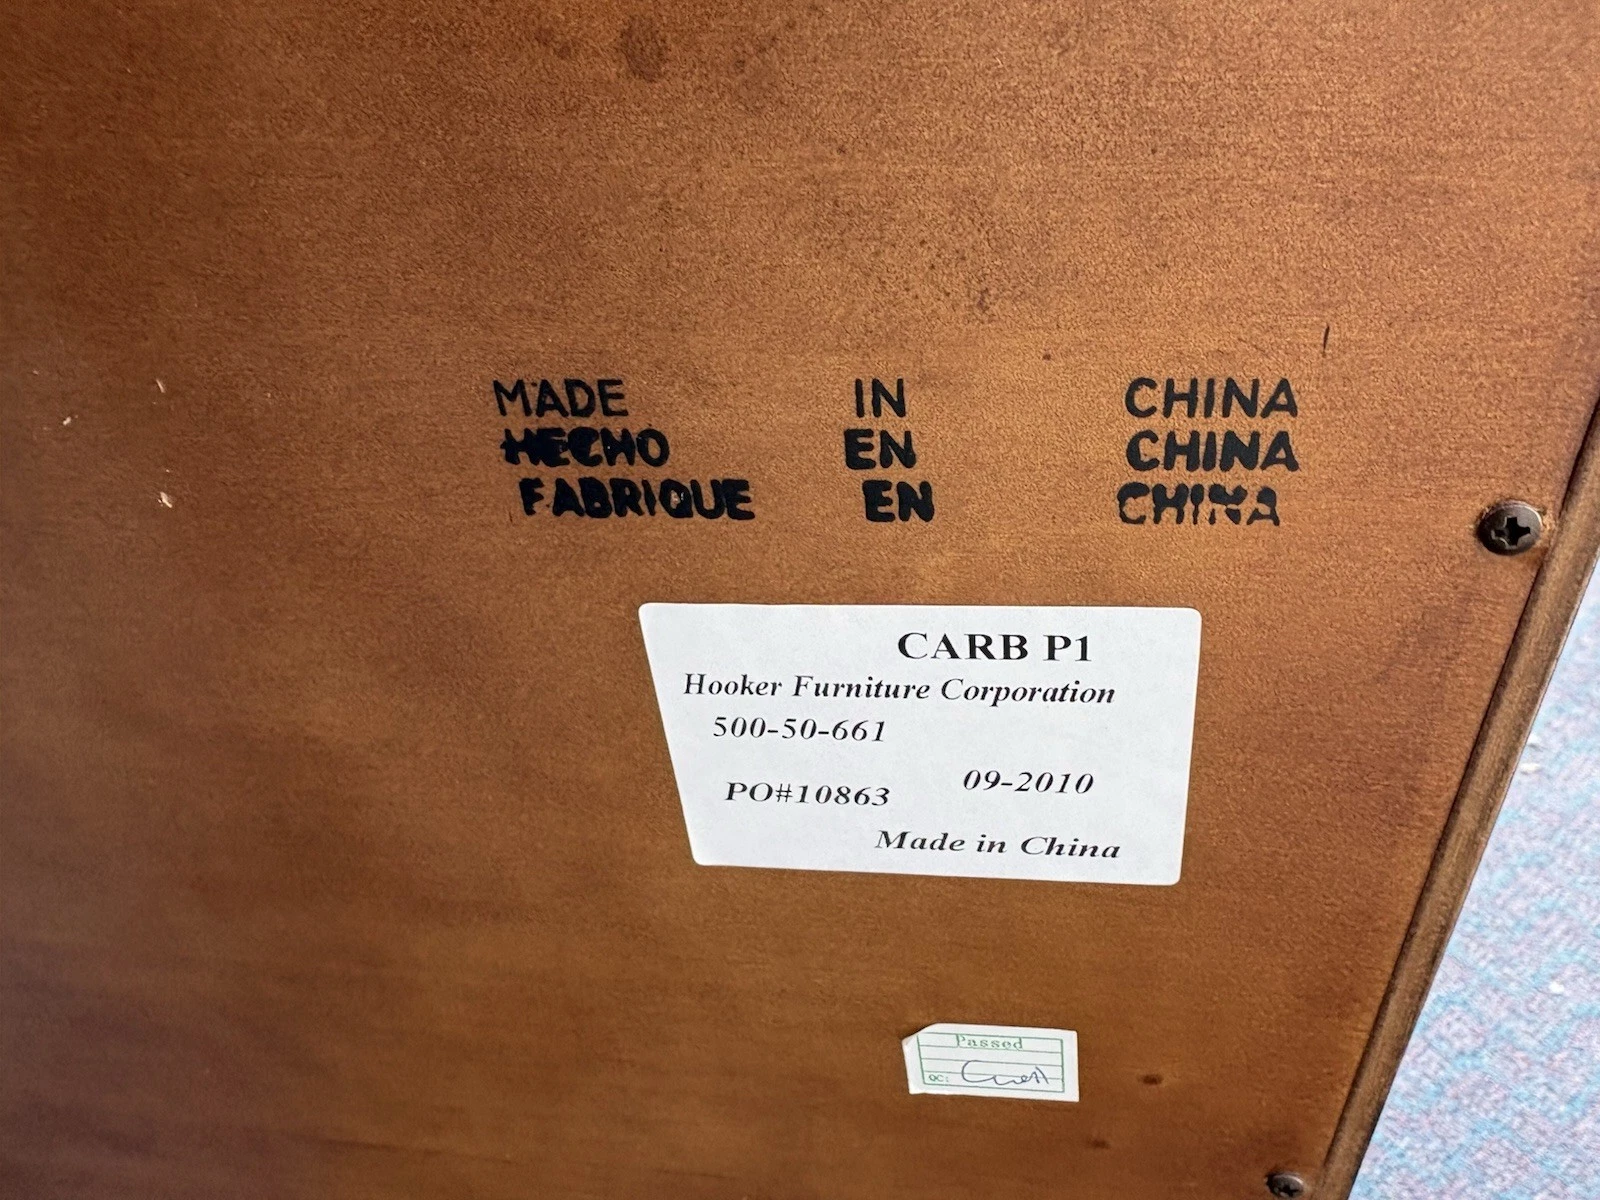 MADE IN CHINA
HECHO EN CHINA
FABRIQUE EN CHINA
CARB P1
Hooker Furniture Corporation
500-50-661
09-2010
PO#10863
Made in China
Passed
QC: